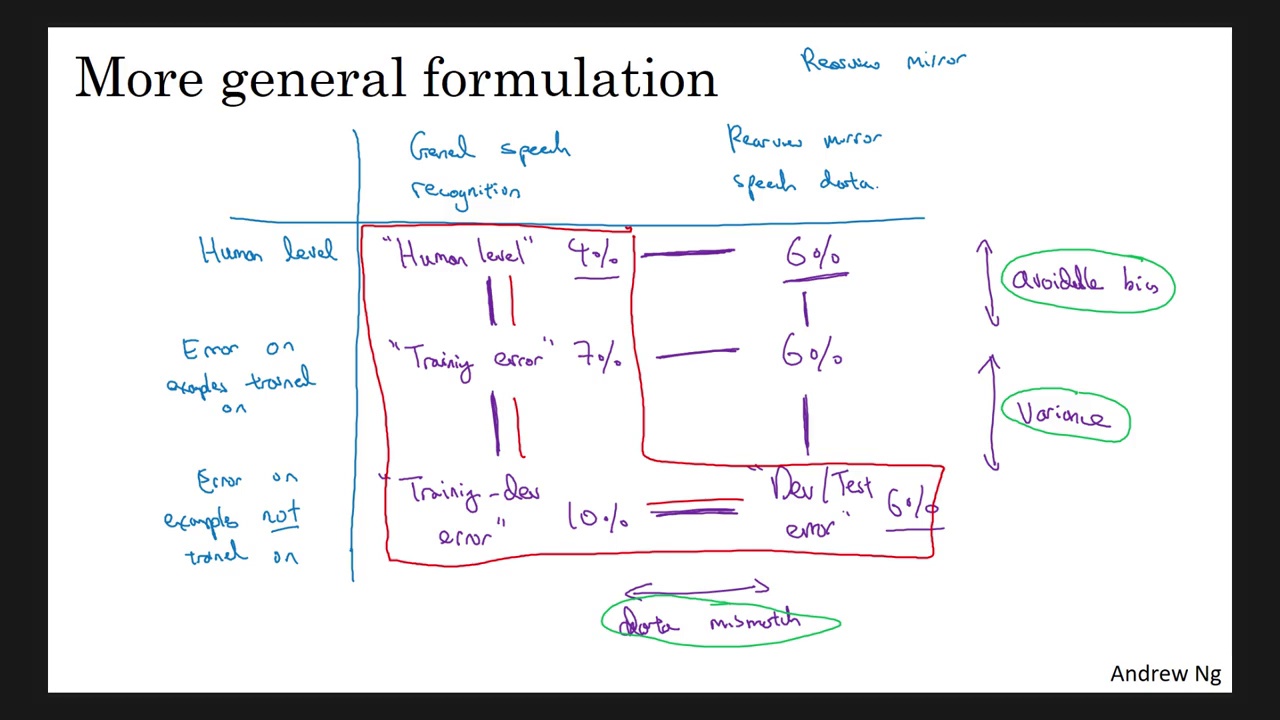 More general formulation
Rearview mirror
General speech
recognition
Rearview mirror
speech data.
Human level
"Human level" 4%
6%
avoidable bias
Error on
examples trained
on
"Training error" 7%
6%
Variance
Error on
examples not
trained on
"Training-dev
error"
10%
"Dev/Test
error"
6%
data mismatch
Andrew Ng